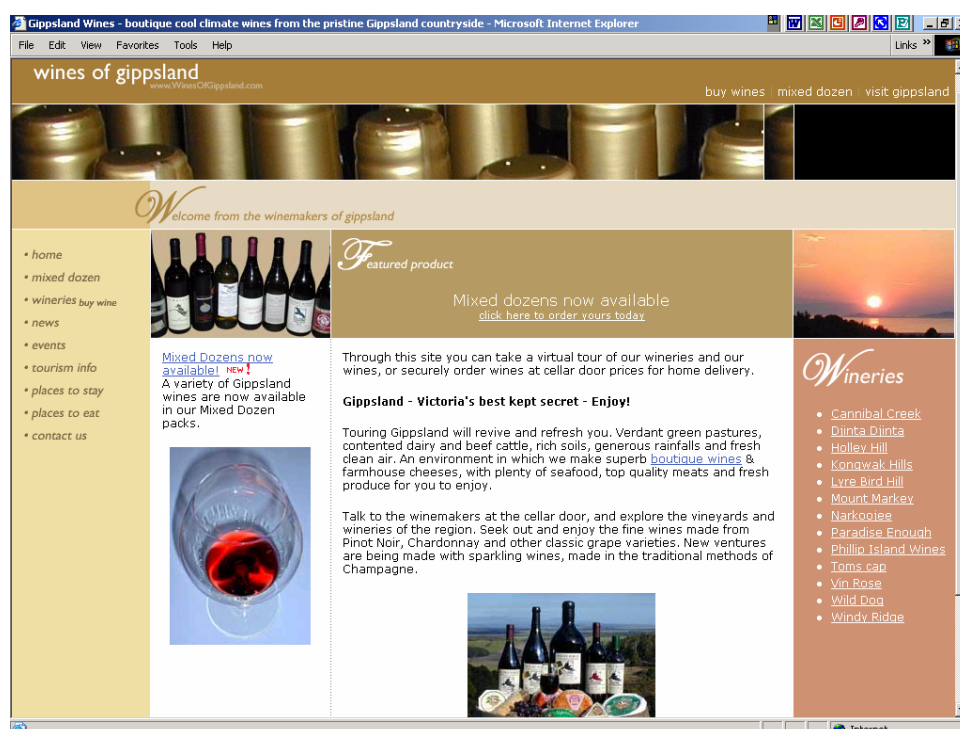 Gippsland Wines - boutique cool climate wines from the pristine Gippsland countryside - Microsoft Internet Explorer
File Edit View Favorites Tools Help
Links »
wines of gippsland
www.WinesOfGippsland.com
buy wines | mixed dozen | visit gippsland
Welcome from the winemakers of gippsland
• home
• mixed dozen
• wineries buy wine
• news
• events
• tourism info
• places to stay
• places to eat
• contact us
Featured product
Mixed dozens now available
click here to order yours today
Mixed Dozens now
available! NEW!
A variety of Gippsland
wines are now available
in our Mixed Dozen
packs.
Through this site you can take a virtual tour of our wineries and our
wines, or securely order wines at cellar door prices for home delivery.
Gippsland - Victoria's best kept secret - Enjoy!
Touring Gippsland will revive and refresh you. Verdant green pastures,
contented dairy and beef cattle, rich soils, generous rainfalls and fresh
clean air. An environment in which we make superb boutique wines &
farmhouse cheeses, with plenty of seafood, top quality meats and fresh
produce for you to enjoy.
Talk to the winemakers at the cellar door, and explore the vineyards and
wineries of the region. Seek out and enjoy the fine wines made from
Pinot Noir, Chardonnay and other classic grape varieties. New ventures
are being made with sparkling wines, made in the traditional methods of
Champagne.
Wineries
• Cannibal Creek
• Djinta Djinta
• Holley Hill
• Kongwak Hills
• Lyre Bird Hill
• Mount Markey
• Narkoojee
• Paradise Enough
• Phillip Island Wines
• Toms cap
• Vin Rose
• Wild Dog
• Windy Ridge
Internet